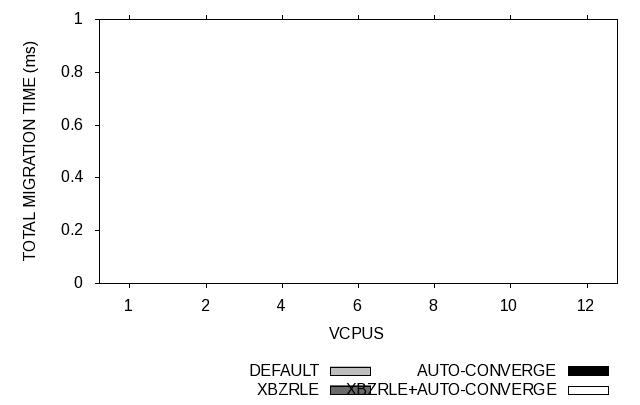 TOTAL MIGRATION TIME (ms)
1
0.8
0.6
0.4
0.2
0
1 2 4 6 8 10 12
VCPUS
DEFAULT AUTO-CONVERGE
XBZRLE XBZRLE+AUTO-CONVERGE